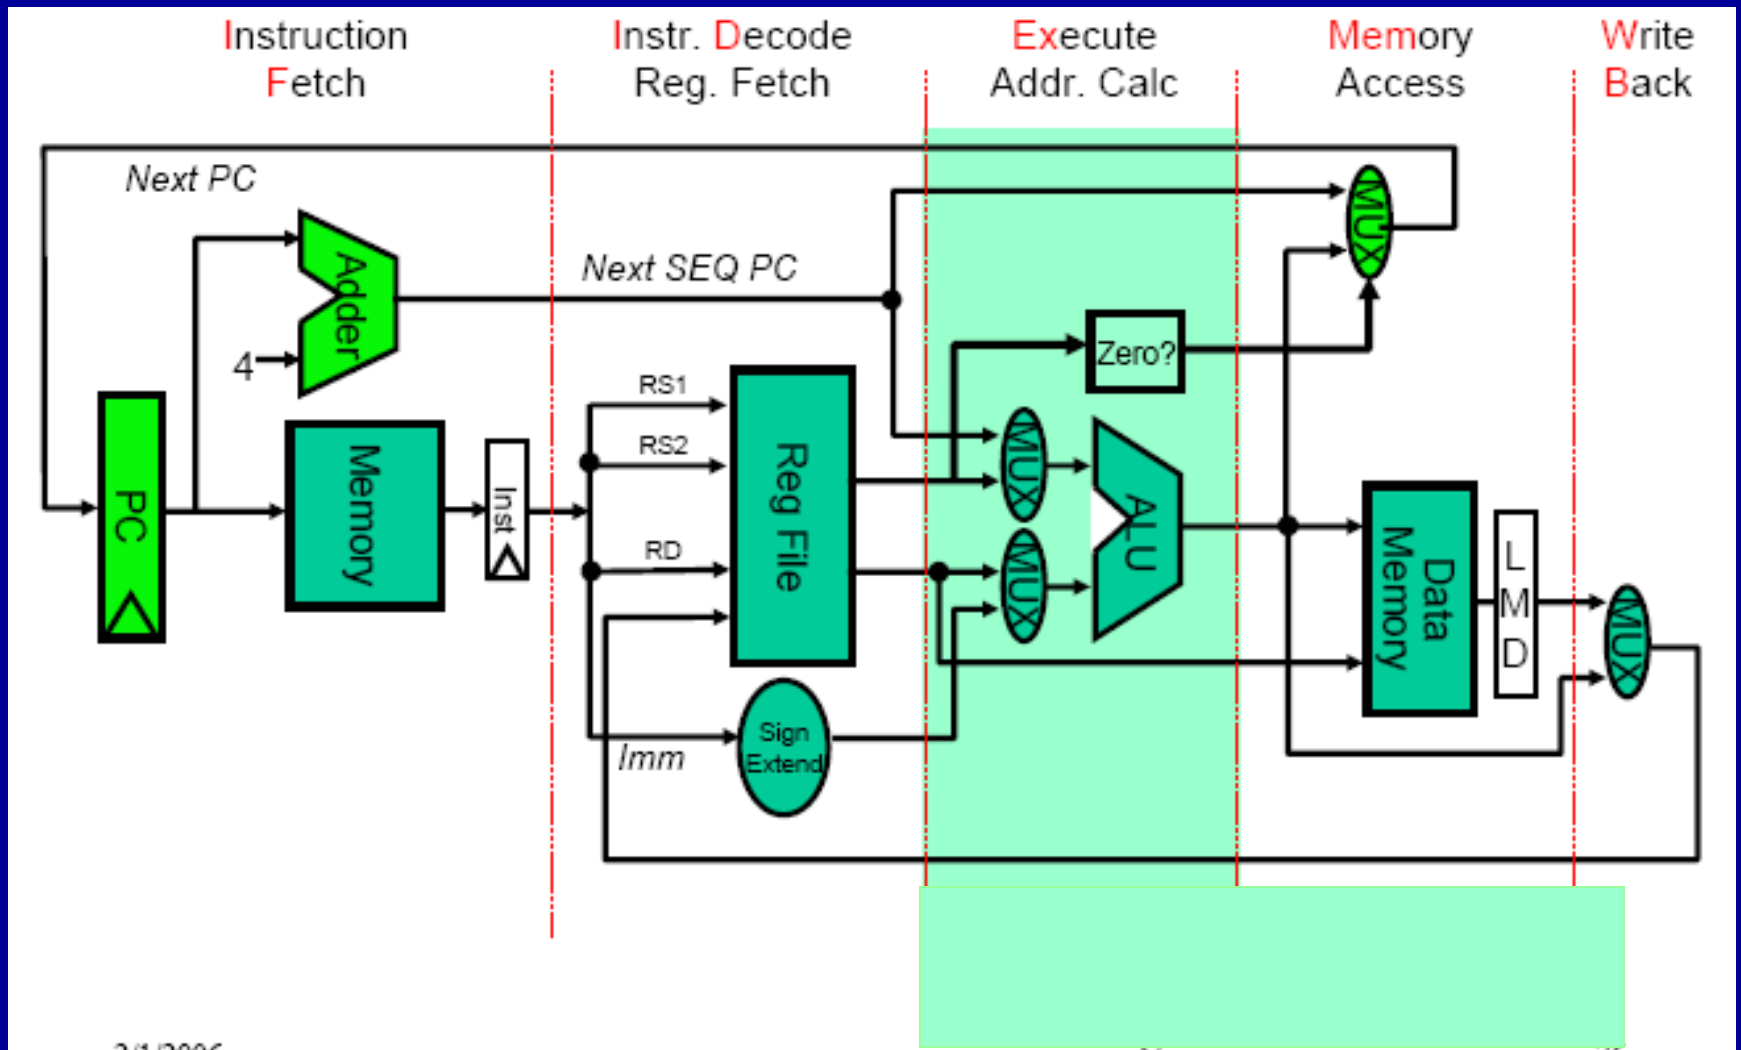 Instruction
Fetch
Instr. Decode
Reg. Fetch
Execute
Addr. Calc
Memory
Access
Write
Back
Next PC
Adder
4
Next SEQ PC
MUX
Zero?
PC
Memory
Inst
RS1
RS2
RD
Reg File
MUX
MUX
ALU
Data
Memory
L
M
D
MUX
Sign
Extend
Imm